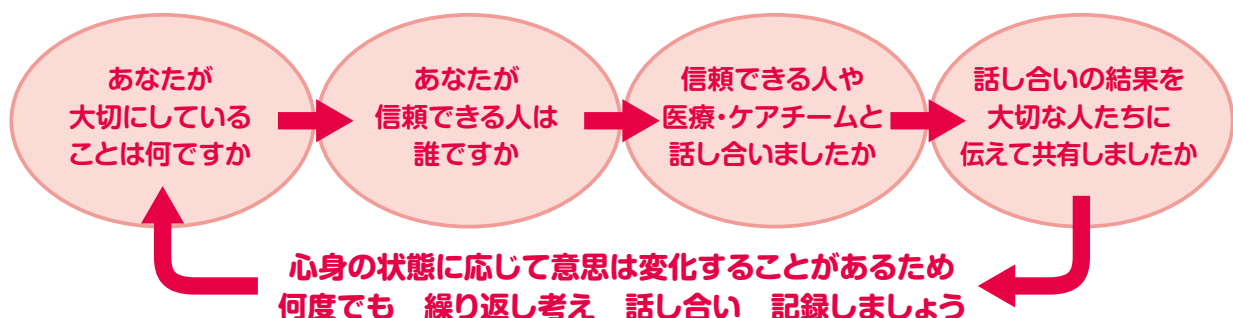 あなたが
大切にしている
ことは何ですか
あなたが
信頼できる人は
誰ですか
信頼できる人や
医療・ケアチームと
話し合いましたか
話し合いの結果を
大切な人たちに
伝えて共有しましたか
心身の状態に応じて意思は変化することがあるため
何度でも　繰り返し考え　話し合い　記録しましょう